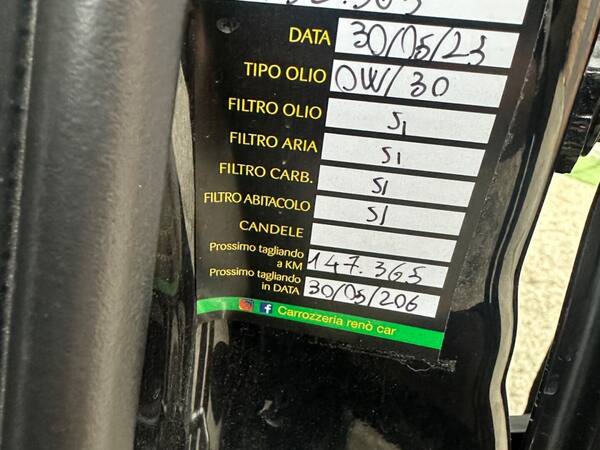 DATA 30/05/23
TIPO OLIO 0W/30
FILTRO OLIO SI
FILTRO ARIA SI
FILTRO CARB. SI
FILTRO ABITACOLO SI
CANDELE
Prossimo tagliando
a KM 147.365
Prossimo tagliando
in DATA 30/05/206
Carrozzeria renò car